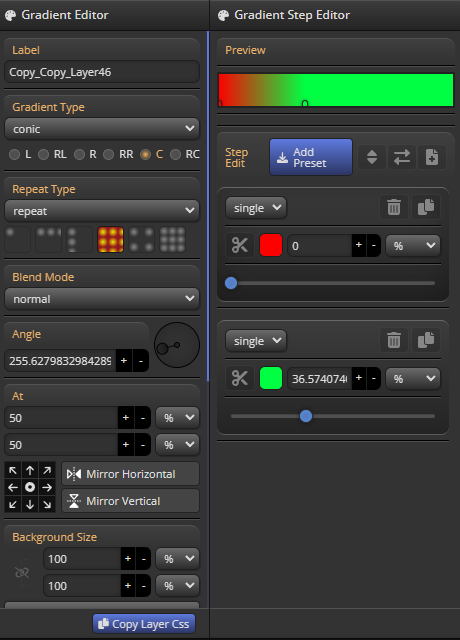 Gradient Editor
Label
Copy_Copy_Layer46
Gradient Type
conic
L RL R RR C RC
Repeat Type
repeat
Blend Mode
normal
Angle
255.6279832984289 + -
At
50 + - %
50 + - %
Mirror Horizontal
Mirror Vertical
Background Size
100 + - %
100 + - %
Copy Layer Css
Gradient Step Editor
Preview
Step
Edit
Add
Preset
single
0 + - %
single
36.574074 + - %